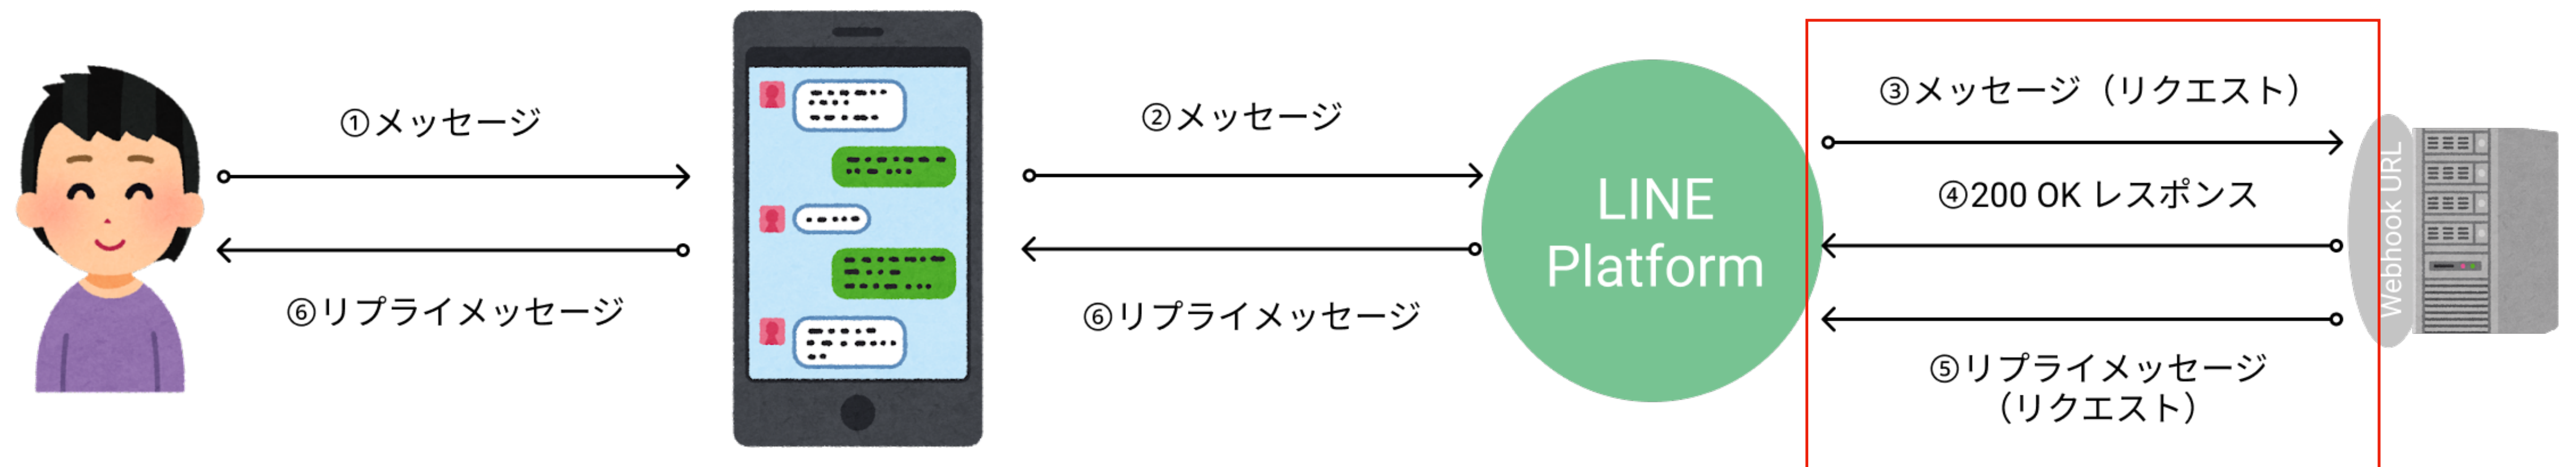 ①メッセージ
⑥リプライメッセージ
②メッセージ
⑥リプライメッセージ
LINE
Platform
③メッセージ（リクエスト）
④200 OK レスポンス
⑤リプライメッセージ
（リクエスト）
Webhook URL